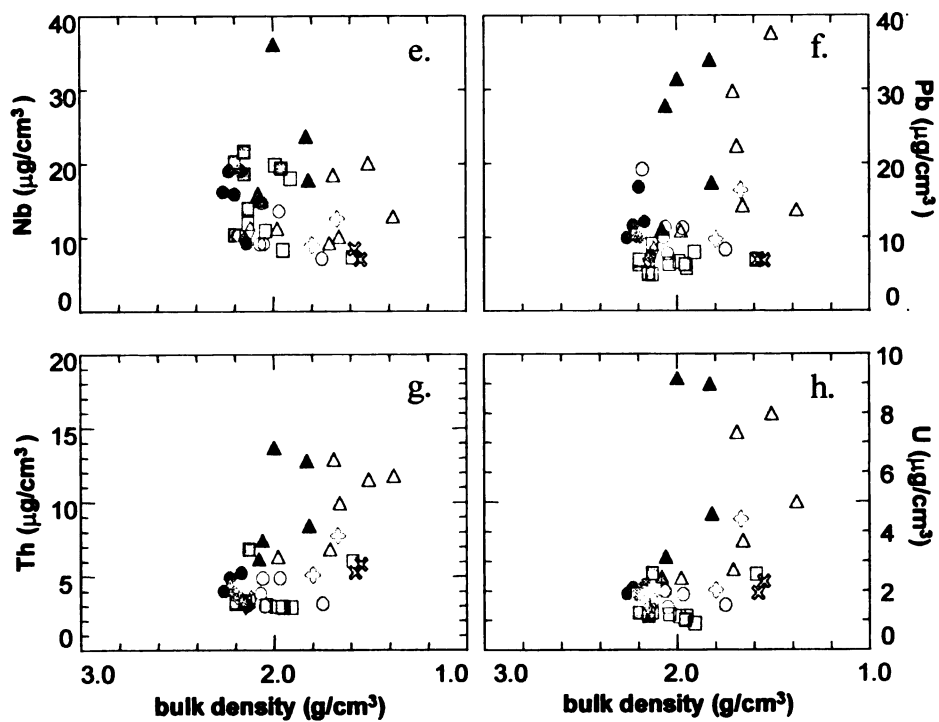 40
30
20
10
0
Nb (μg/cm³)
e.
f.
40
30
20
10
0
Pb (μg/cm³)
20
15
10
5
0
Th (μg/cm³)
g.
h.
10
8
6
4
2
0
U (μg/cm³)
3.0 2.0 1.0
bulk density (g/cm³)
3.0 2.0 1.0
bulk density (g/cm³)